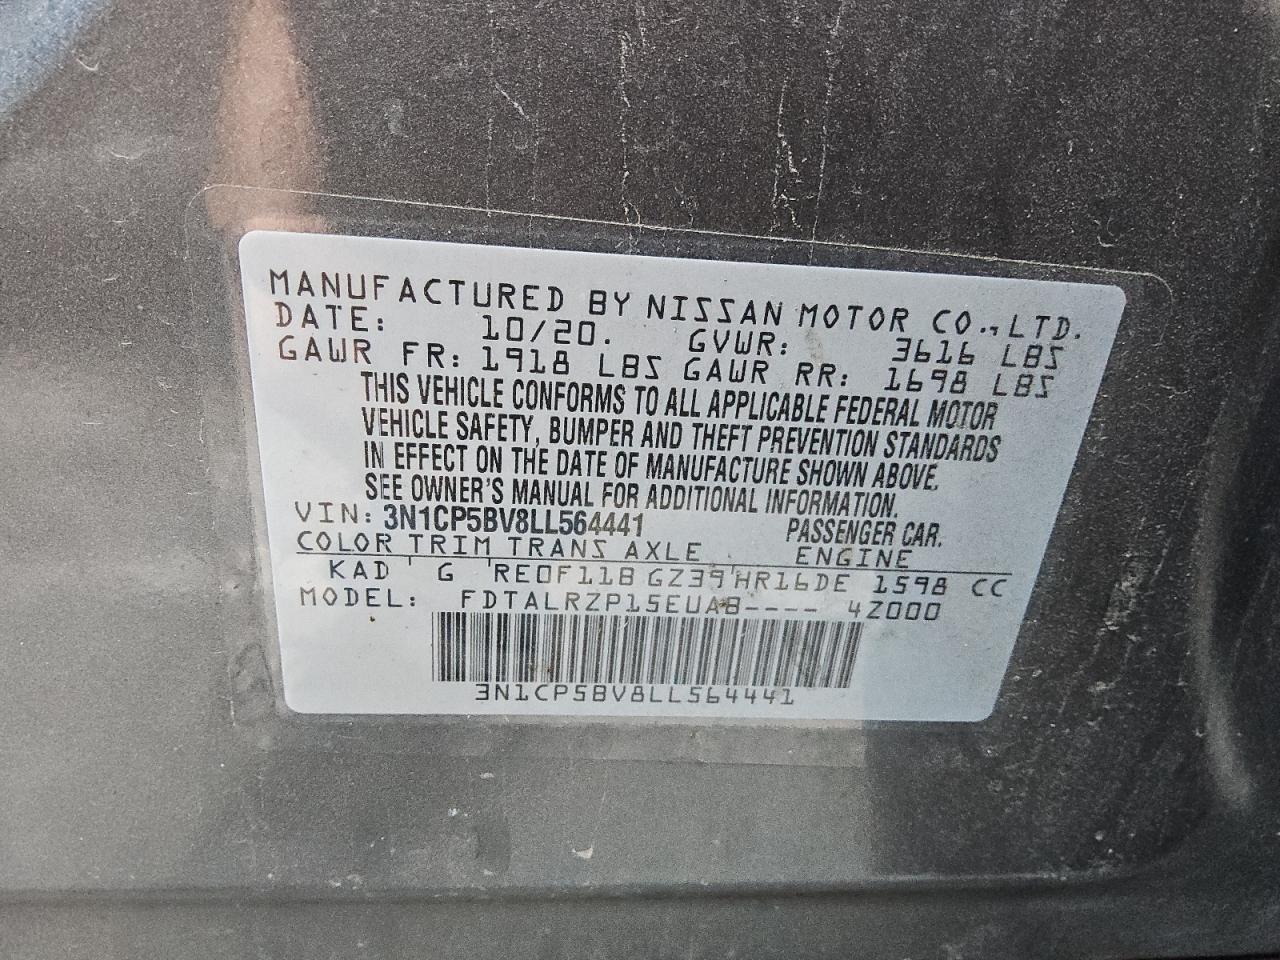 MANUFACTURED BY NISSAN MOTOR CO., LTD.
DATE: 10/20. GVWR: 3616 LBS
GAWR FR: 1918 LBS GAWR RR: 1698 LBS
THIS VEHICLE CONFORMS TO ALL APPLICABLE FEDERAL MOTOR
VEHICLE SAFETY, BUMPER AND THEFT PREVENTION STANDARDS
IN EFFECT ON THE DATE OF MANUFACTURE SHOWN ABOVE.
SEE OWNER'S MANUAL FOR ADDITIONAL INFORMATION.
VIN: 3N1CP5BV8LL564441 PASSENGER CAR.
COLOR TRIM TRANS AXLE ENGINE
KAD G RE0F11B GZ39 HR16DE 1598 CC
MODEL: FDTALRZP15EUAB---- 4Z000
3N1CP5BV8LL564441